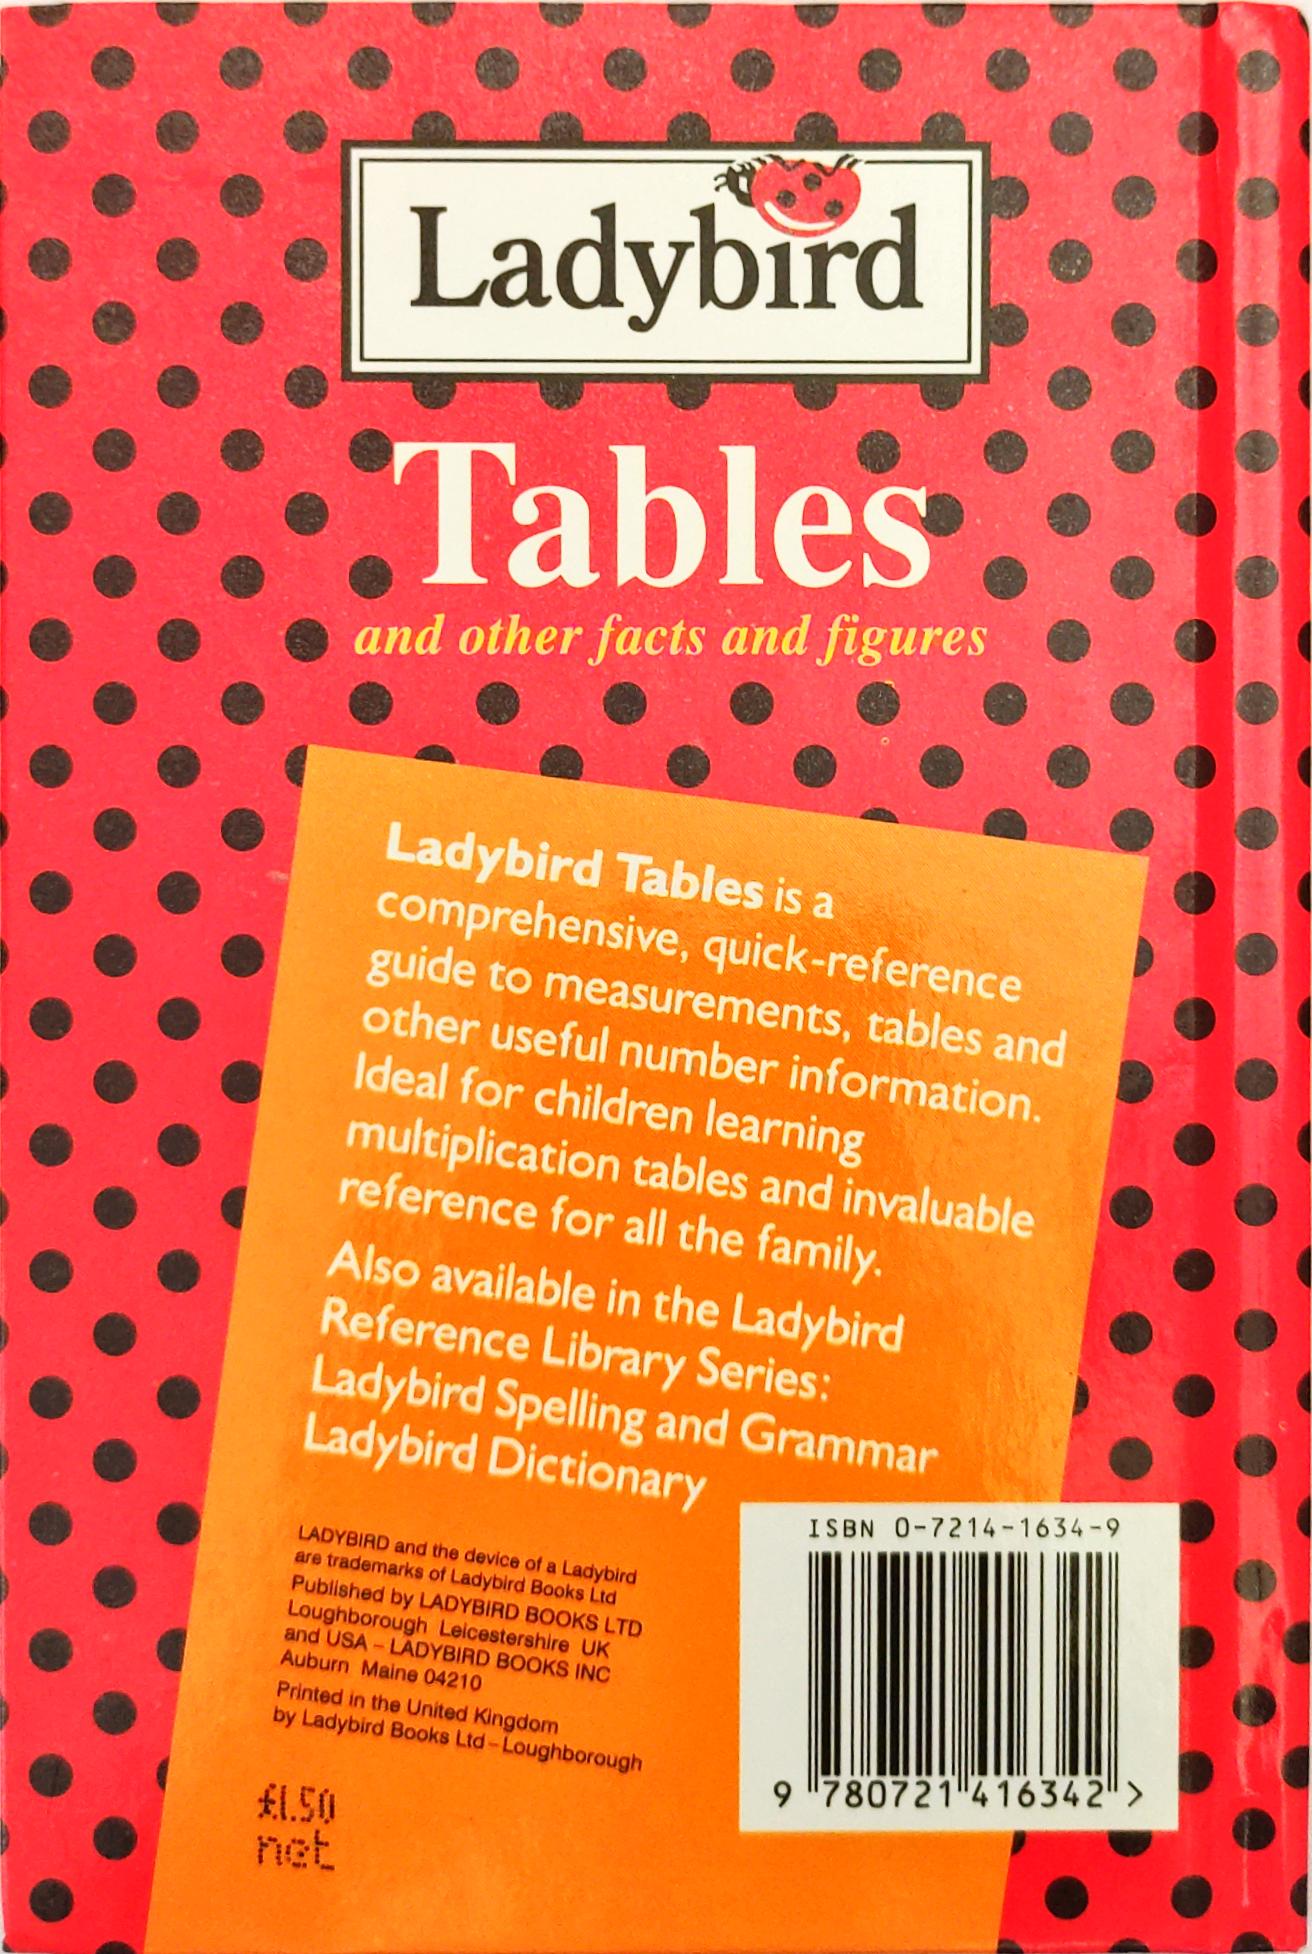 Ladybird
Tables
and other facts and figures
Ladybird Tables is a
comprehensive, quick-reference
guide to measurements, tables and
other useful number information.
Ideal for children learning
multiplication tables and invaluable
reference for all the family.
Also available in the Ladybird
Reference Library Series:
Ladybird Spelling and Grammar
Ladybird Dictionary
LADYBIRD and the device of a Ladybird
are trademarks of Ladybird Books Ltd
Published by LADYBIRD BOOKS LTD
Loughborough Leicestershire UK
and USA – LADYBIRD BOOKS INC
Auburn Maine 04210
Printed in the United Kingdom
by Ladybird Books Ltd – Loughborough
£1.50
net
ISBN 0-7214-1634-9
9 780721 416342 >